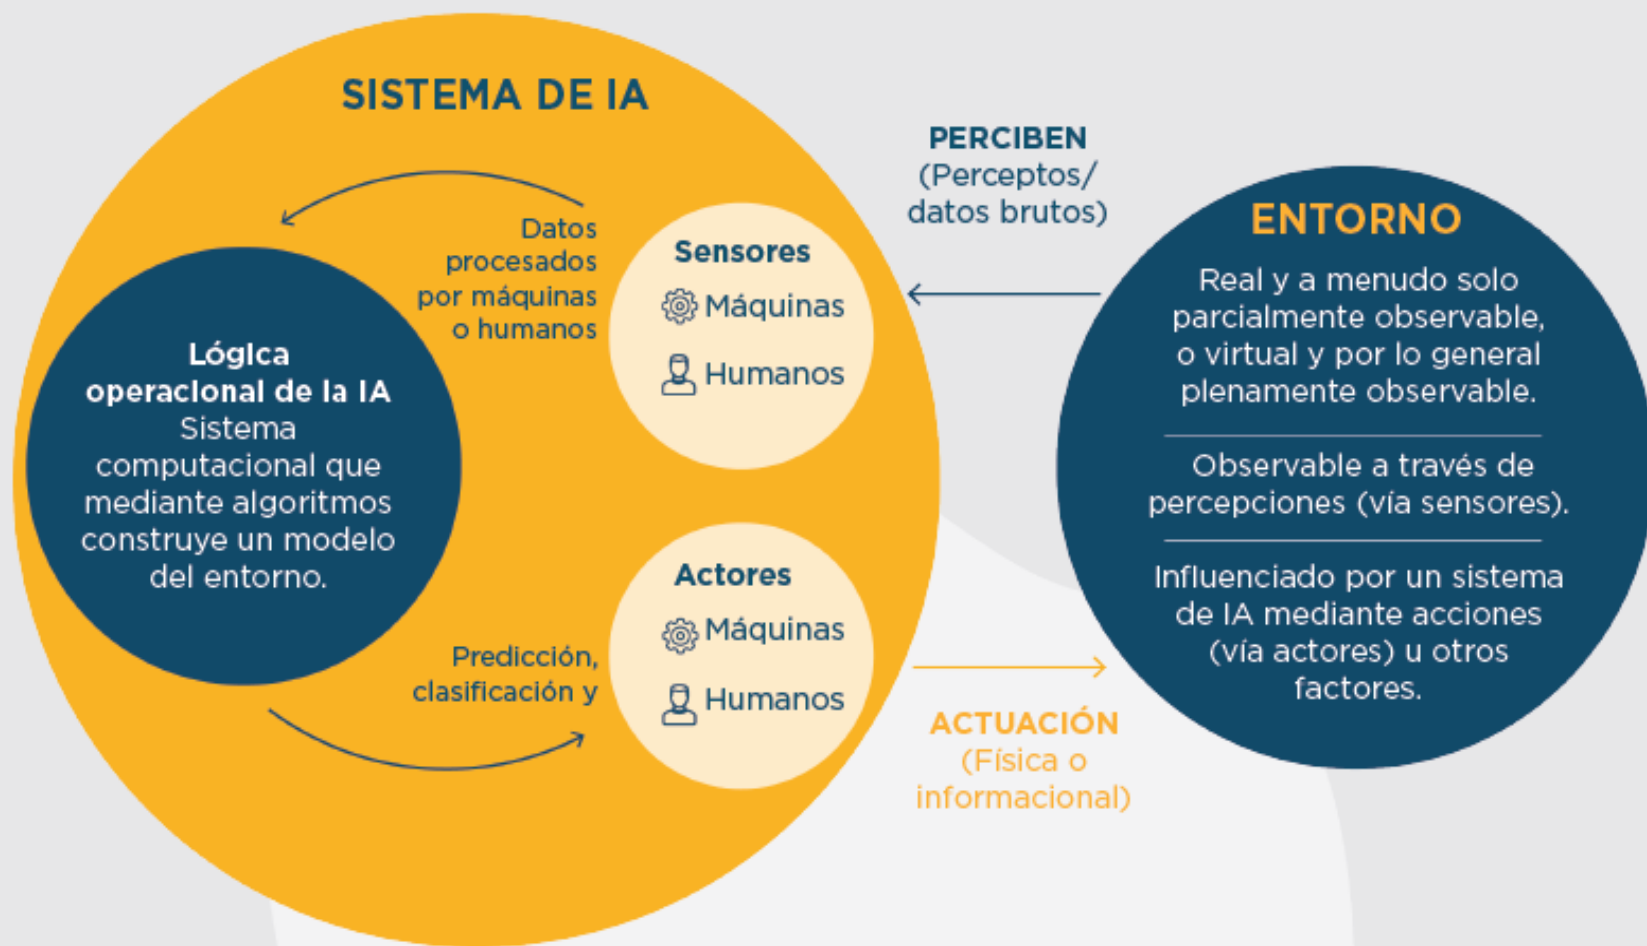 SISTEMA DE IA
Datos
procesados
por máquinas
o humanos
Sensores
Máquinas
Humanos
Lógica
operacional de la IA
Sistema
computacional que
mediante algoritmos
construye un modelo
del entorno.
Predicción,
clasificación y
Actores
Máquinas
Humanos
PERCIBEN
(Perceptos/
datos brutos)
ACTUACIÓN
(Física o
informacional)
ENTORNO
Real y a menudo solo
parcialmente observable,
o virtual y por lo general
plenamente observable.
Observable a través de
percepciones (vía sensores).
Influenciado por un sistema
de IA mediante acciones
(vía actores) u otros
factores.